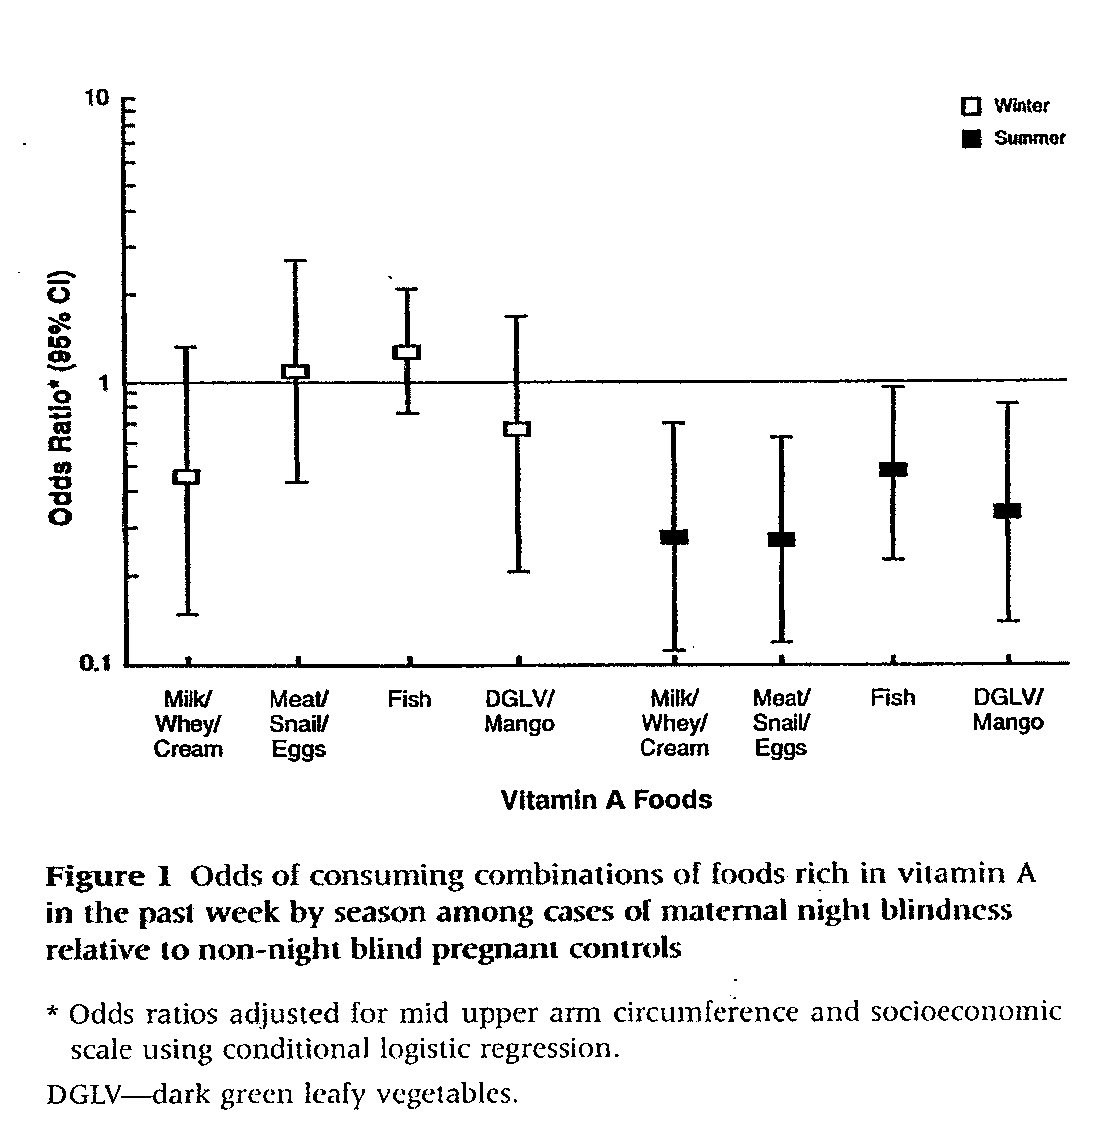 10
Winter
Summer
Odds Ratio* (95% CI)
1
0.1
Milk/ Meat/ Fish DGLV/ Milk/ Meat/ Fish DGLV/
Whey/ Snail/ Mango Whey/ Snail/ Mango
Cream Eggs Cream Eggs
Vitamin A Foods
Figure 1 Odds of consuming combinations of foods rich in vitamin A
in the past week by season among cases of maternal night blindness
relative to non-night blind pregnant controls
* Odds ratios adjusted for mid upper arm circumference and socioeconomic
scale using conditional logistic regression.
DGLV—dark green leafy vegetables.